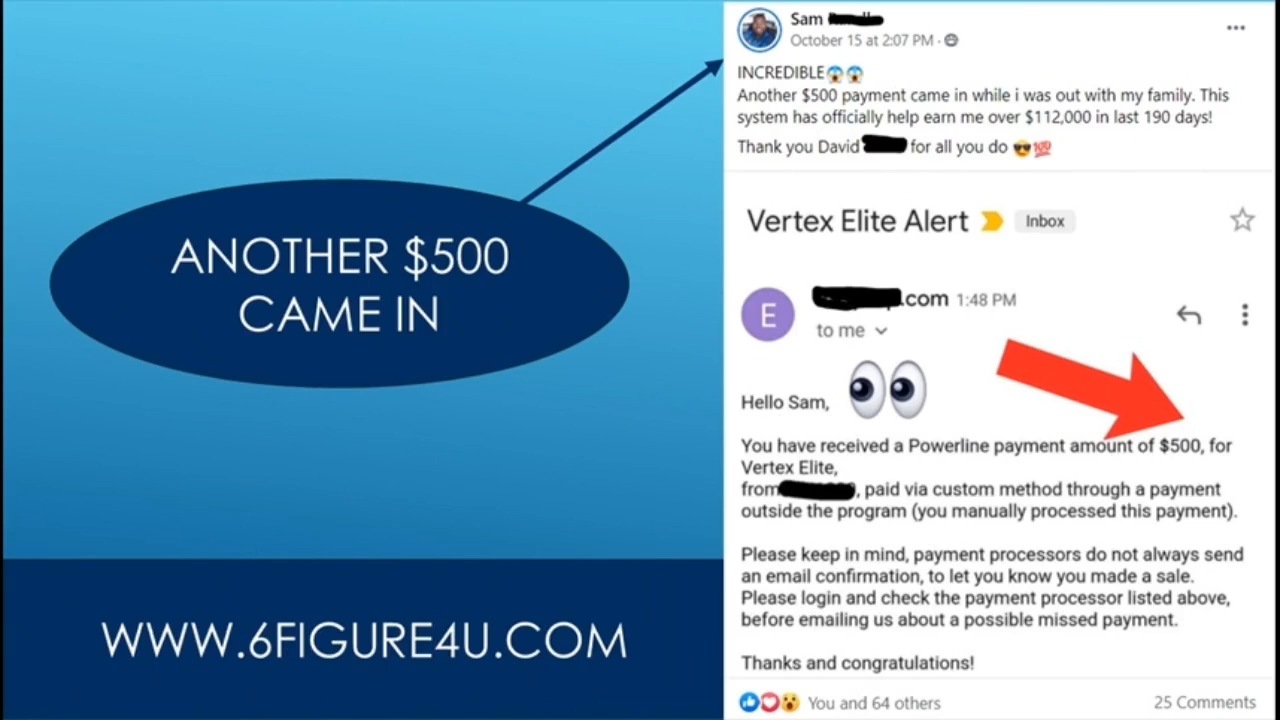 ANOTHER $500
CAME IN
WWW.6FIGURE4U.COM
Sam
October 15 at 2:07 PM ·
INCREDIBLE😱😱
Another $500 payment came in while i was out with my family. This
system has officially help earn me over $112,000 in last 190 days!
Thank you David for all you do 😎💯
Vertex Elite Alert Inbox
E
.com 1:48 PM
to me
Hello Sam,
You have received a Powerline payment amount of $500, for
Vertex Elite,
from , paid via custom method through a payment
outside the program (you manually processed this payment).
Please keep in mind, payment processors do not always send
an email confirmation, to let you know you made a sale.
Please login and check the payment processor listed above,
before emailing us about a possible missed payment.
Thanks and congratulations!
You and 64 others 25 Comments